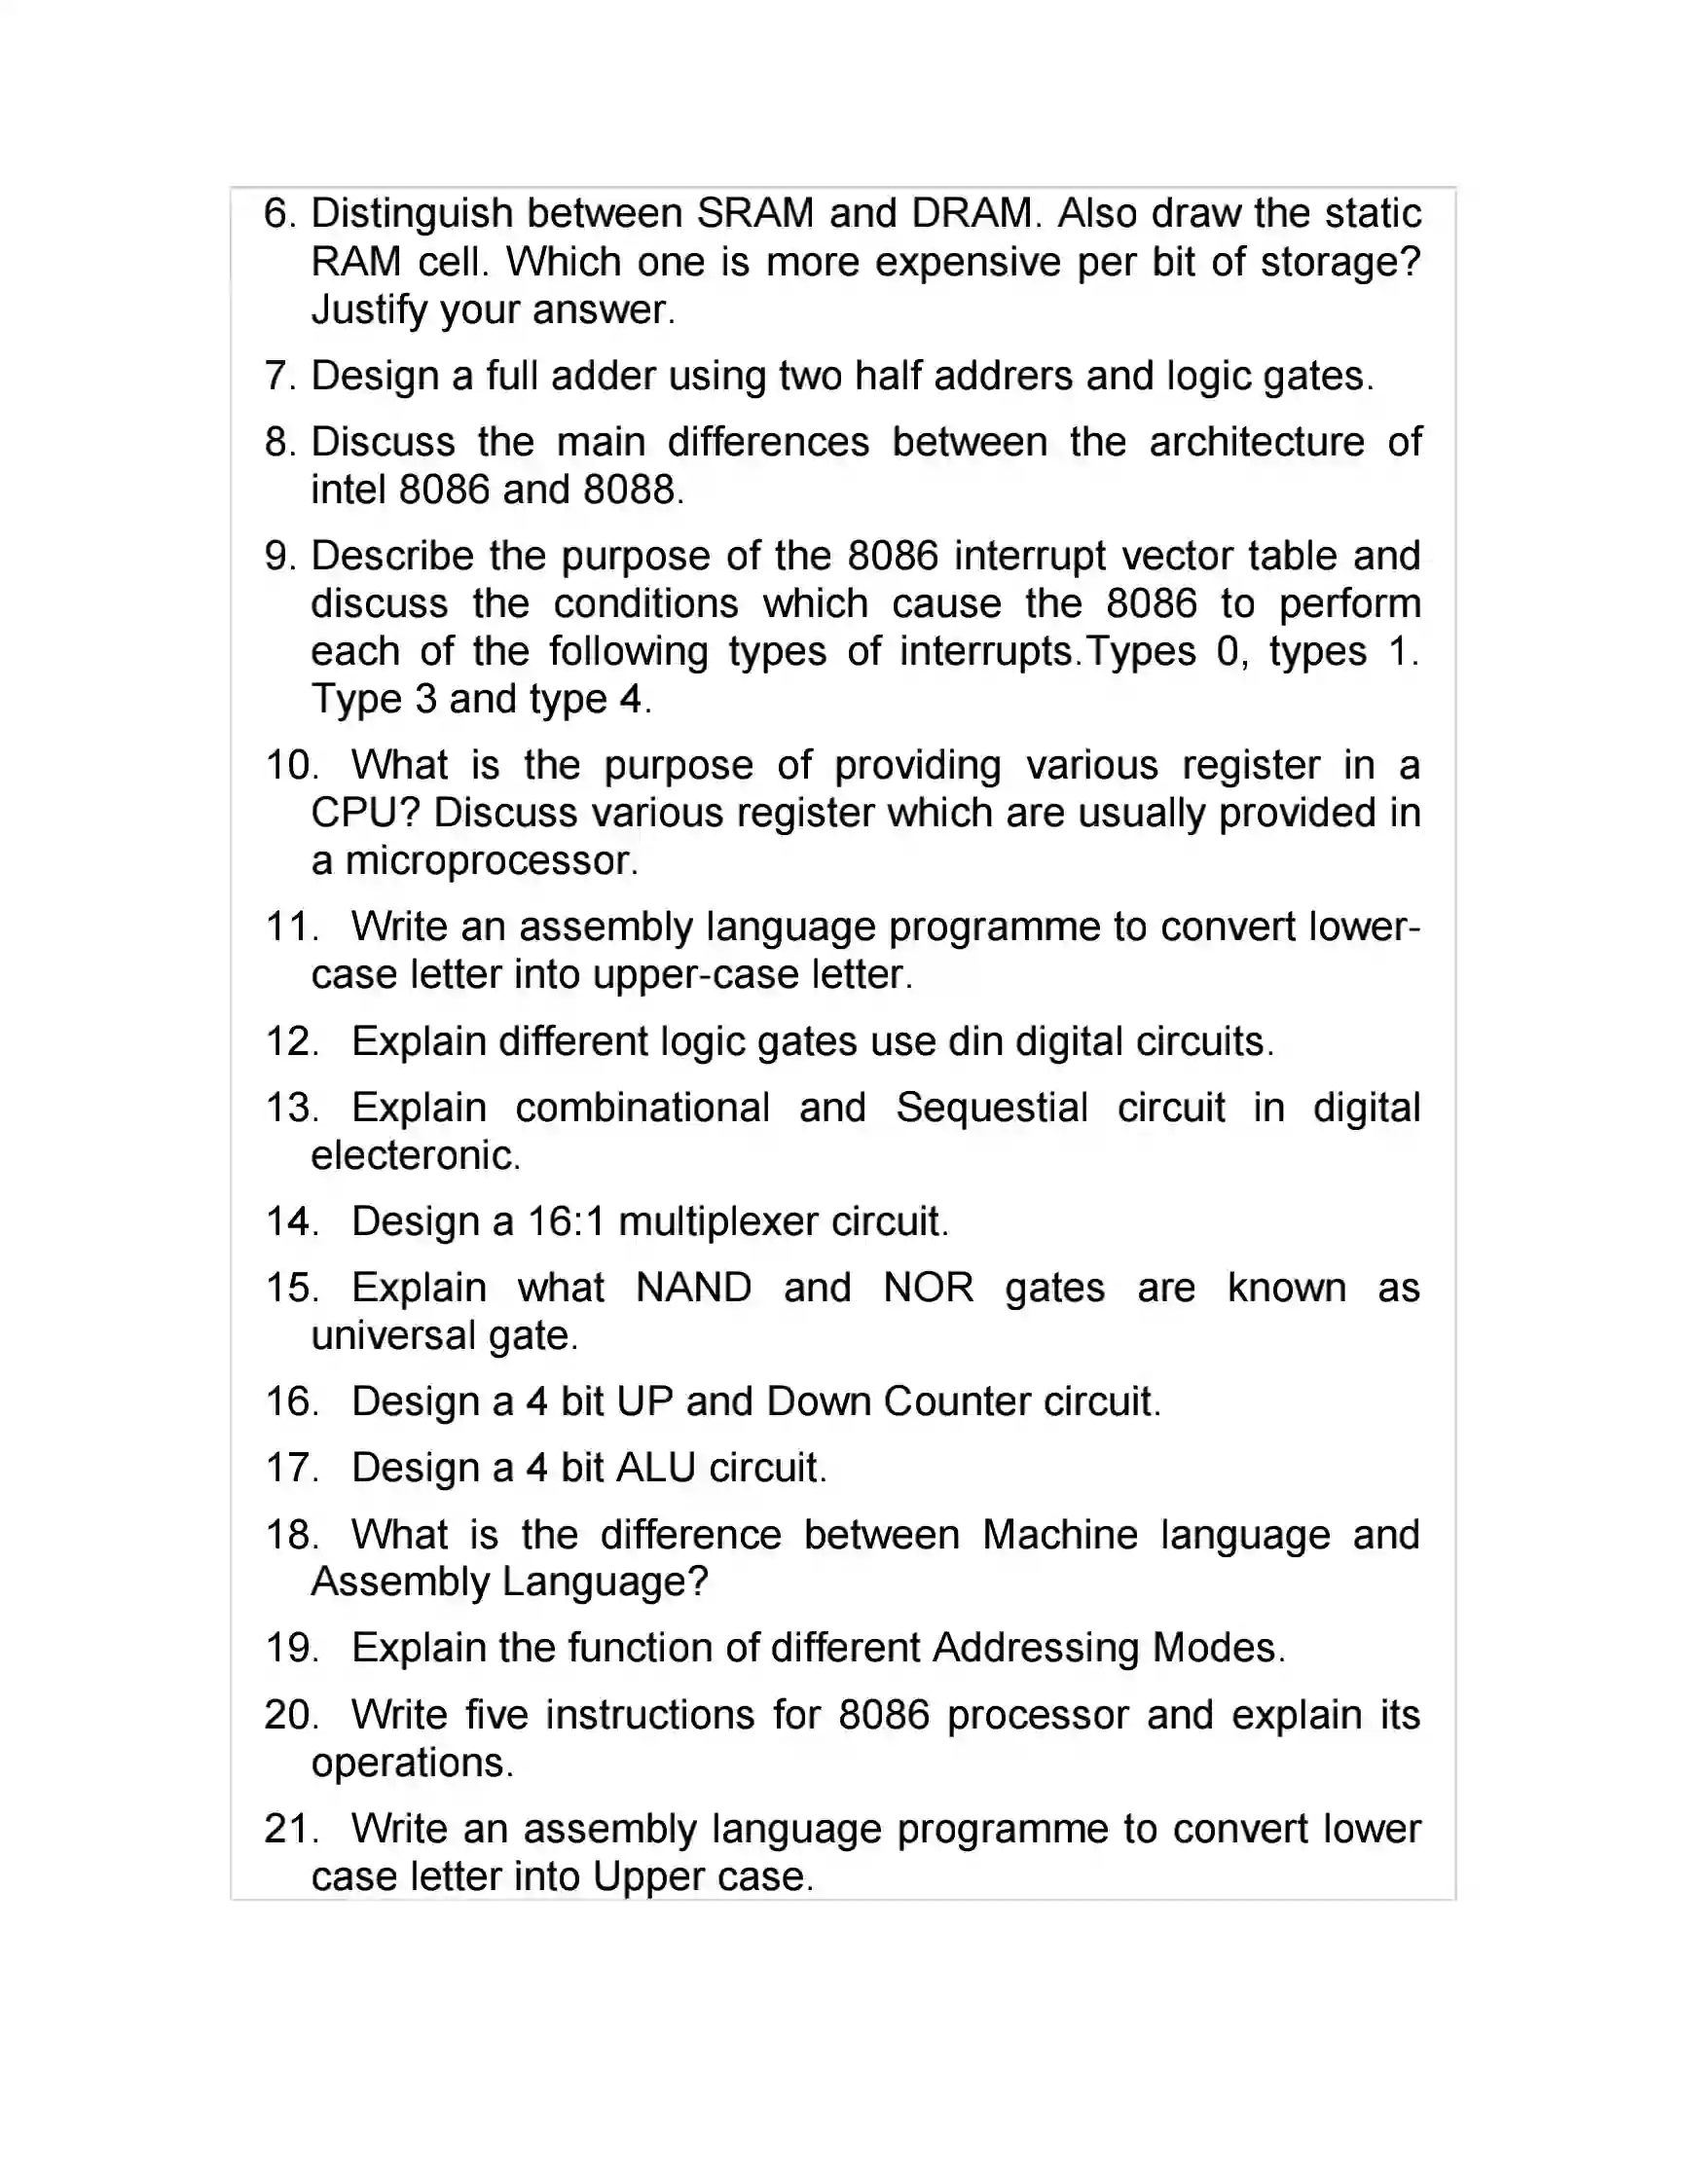 6. Distinguish between SRAM and DRAM. Also draw the static
RAM cell. Which one is more expensive per bit of storage?
Justify your answer.
7. Design a full adder using two half addrers and logic gates.
8. Discuss the main differences between the architecture of
intel 8086 and 8088.
9. Describe the purpose of the 8086 interrupt vector table and
discuss the conditions which cause the 8086 to perform
each of the following types of interrupts.Types 0, types 1.
Type 3 and type 4.
10. What is the purpose of providing various register in a
CPU? Discuss various register which are usually provided in
a microprocessor.
11. Write an assembly language programme to convert lower-
case letter into upper-case letter.
12. Explain different logic gates use din digital circuits.
13. Explain combinational and Sequestial circuit in digital
electeronic.
14. Design a 16:1 multiplexer circuit.
15. Explain what NAND and NOR gates are known as
universal gate.
16. Design a 4 bit UP and Down Counter circuit.
17. Design a 4 bit ALU circuit.
18. What is the difference between Machine language and
Assembly Language?
19. Explain the function of different Addressing Modes.
20. Write five instructions for 8086 processor and explain its
operations.
21. Write an assembly language programme to convert lower
case letter into Upper case.